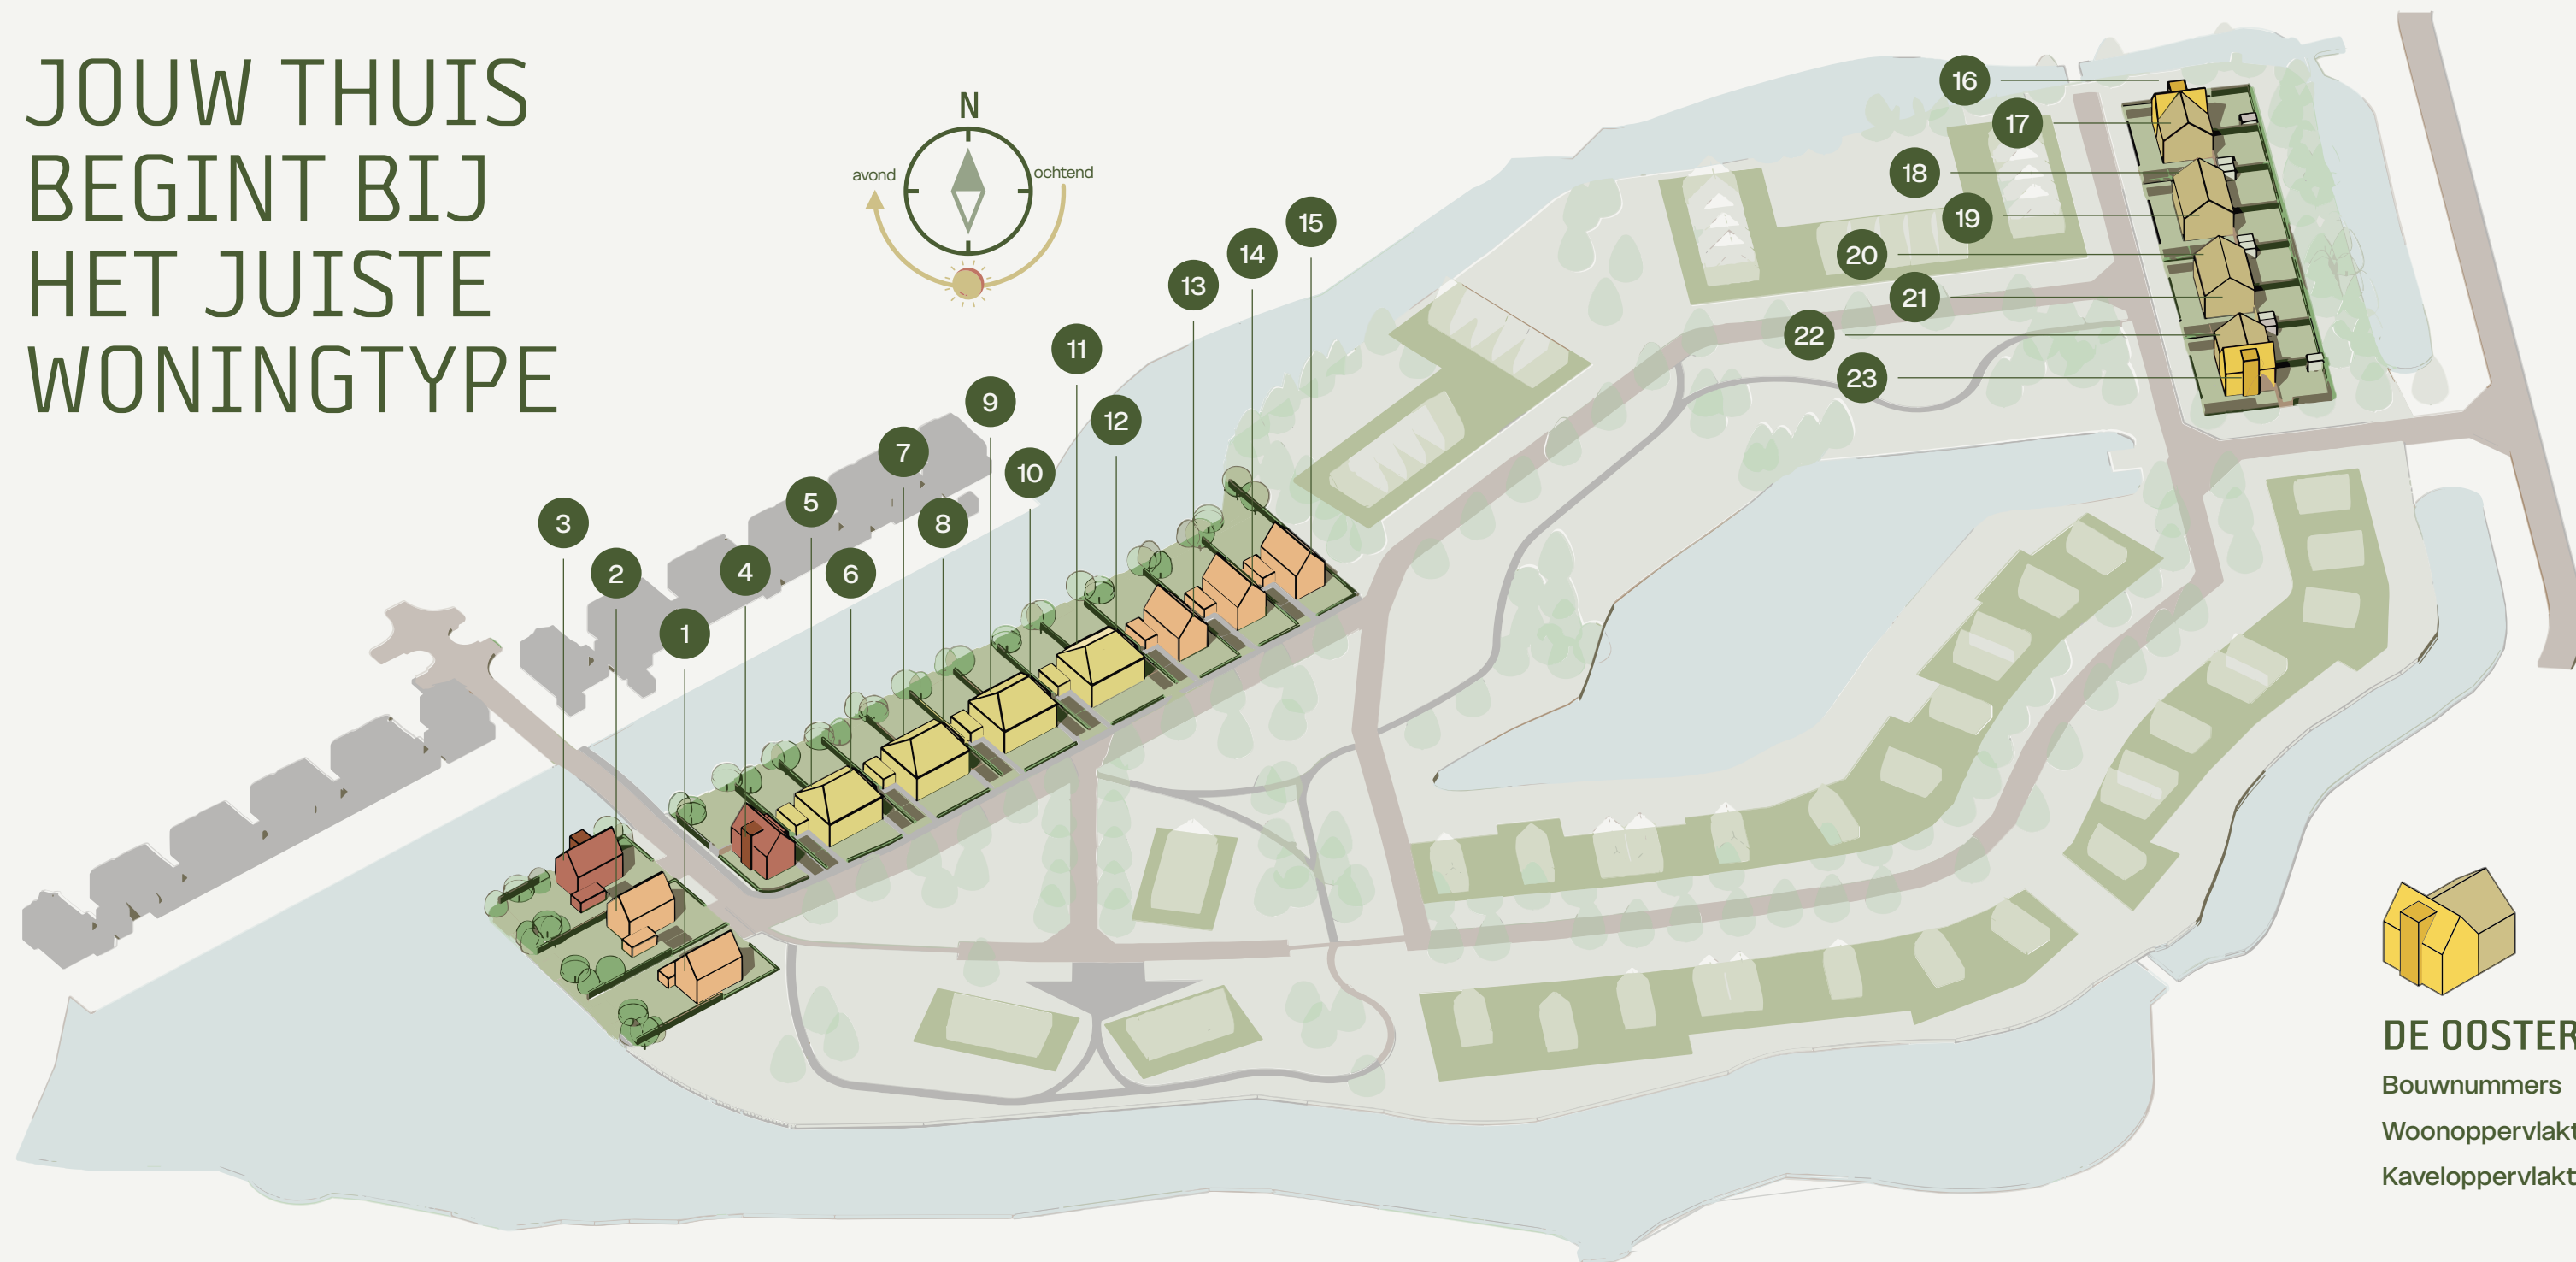 JOUW THUIS
BEGINT BIJ
HET JUISTE
WONINGTYPE
N
avond
ochtend
16
17
18
19
20
21
22
23
15
14
13
11
12
9
10
7
8
5
6
3
2
4
1
DE OOSTER
Bouwnummers
Woonoppervlakt
Kaveloppervlakt